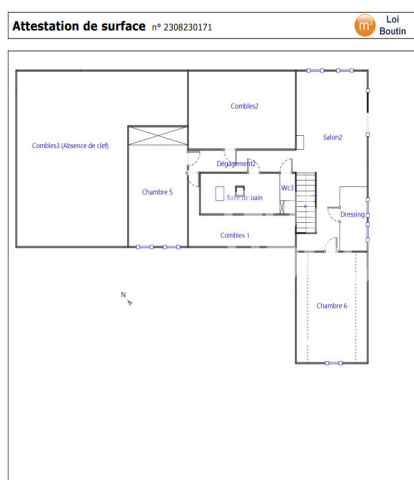 Attestation de surface n° 2308230171
m²
Loi
Boutin
Combles2
Salon2
Combles3 (Absence de clef)
Dégagement2
Chambre 5
Wc3
Salle de bain
Dressing
Combles 1
N
Chambre 6